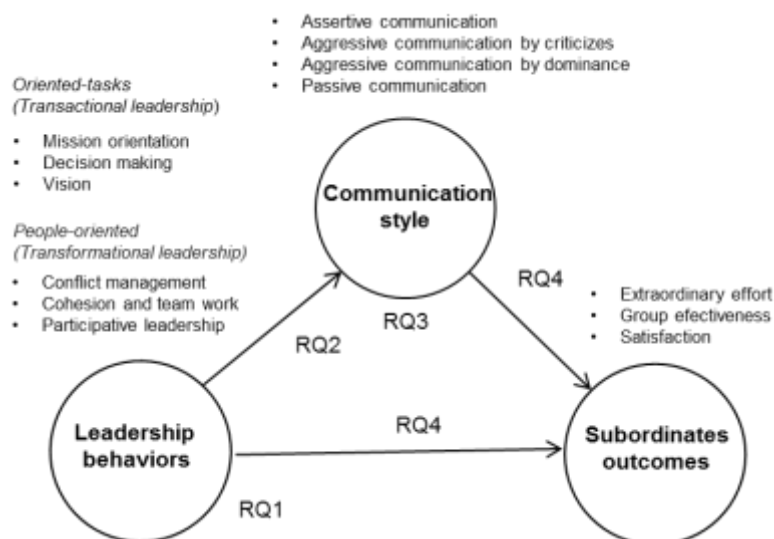 • Assertive communication
• Aggressive communication by criticizes
• Aggressive communication by dominance
• Passive communication
Oriented-tasks
(Transactional leadership)
• Mission orientation
• Decision making
• Vision
People-oriented
(Transformational leadership)
• Conflict management
• Cohesion and team work
• Participative leadership
Communication
style
RQ4
RQ3
RQ2
• Extraordinary effort
• Group efectiveness
• Satisfaction
Leadership
behaviors
RQ4
Subordinates
outcomes
RQ1